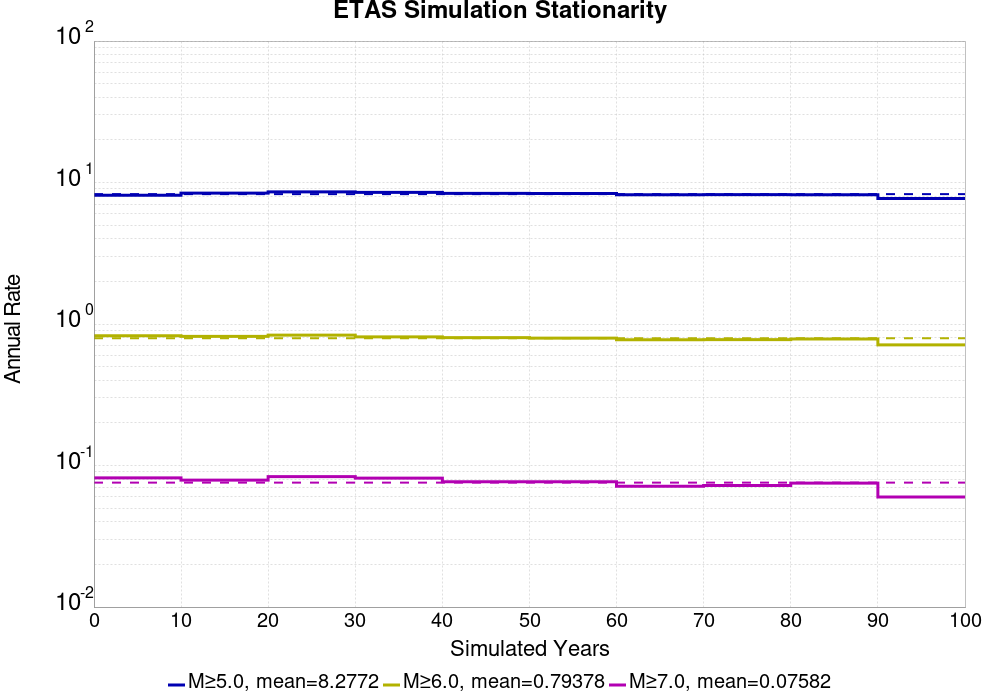 ETAS Simulation Stationarity
10^2
10^1
10^0
10^-1
10^-2
Annual Rate
0 10 20 30 40 50 60 70 80 90 100
Simulated Years
M≥5.0, mean=8.2772 M≥6.0, mean=0.79378 M≥7.0, mean=0.07582